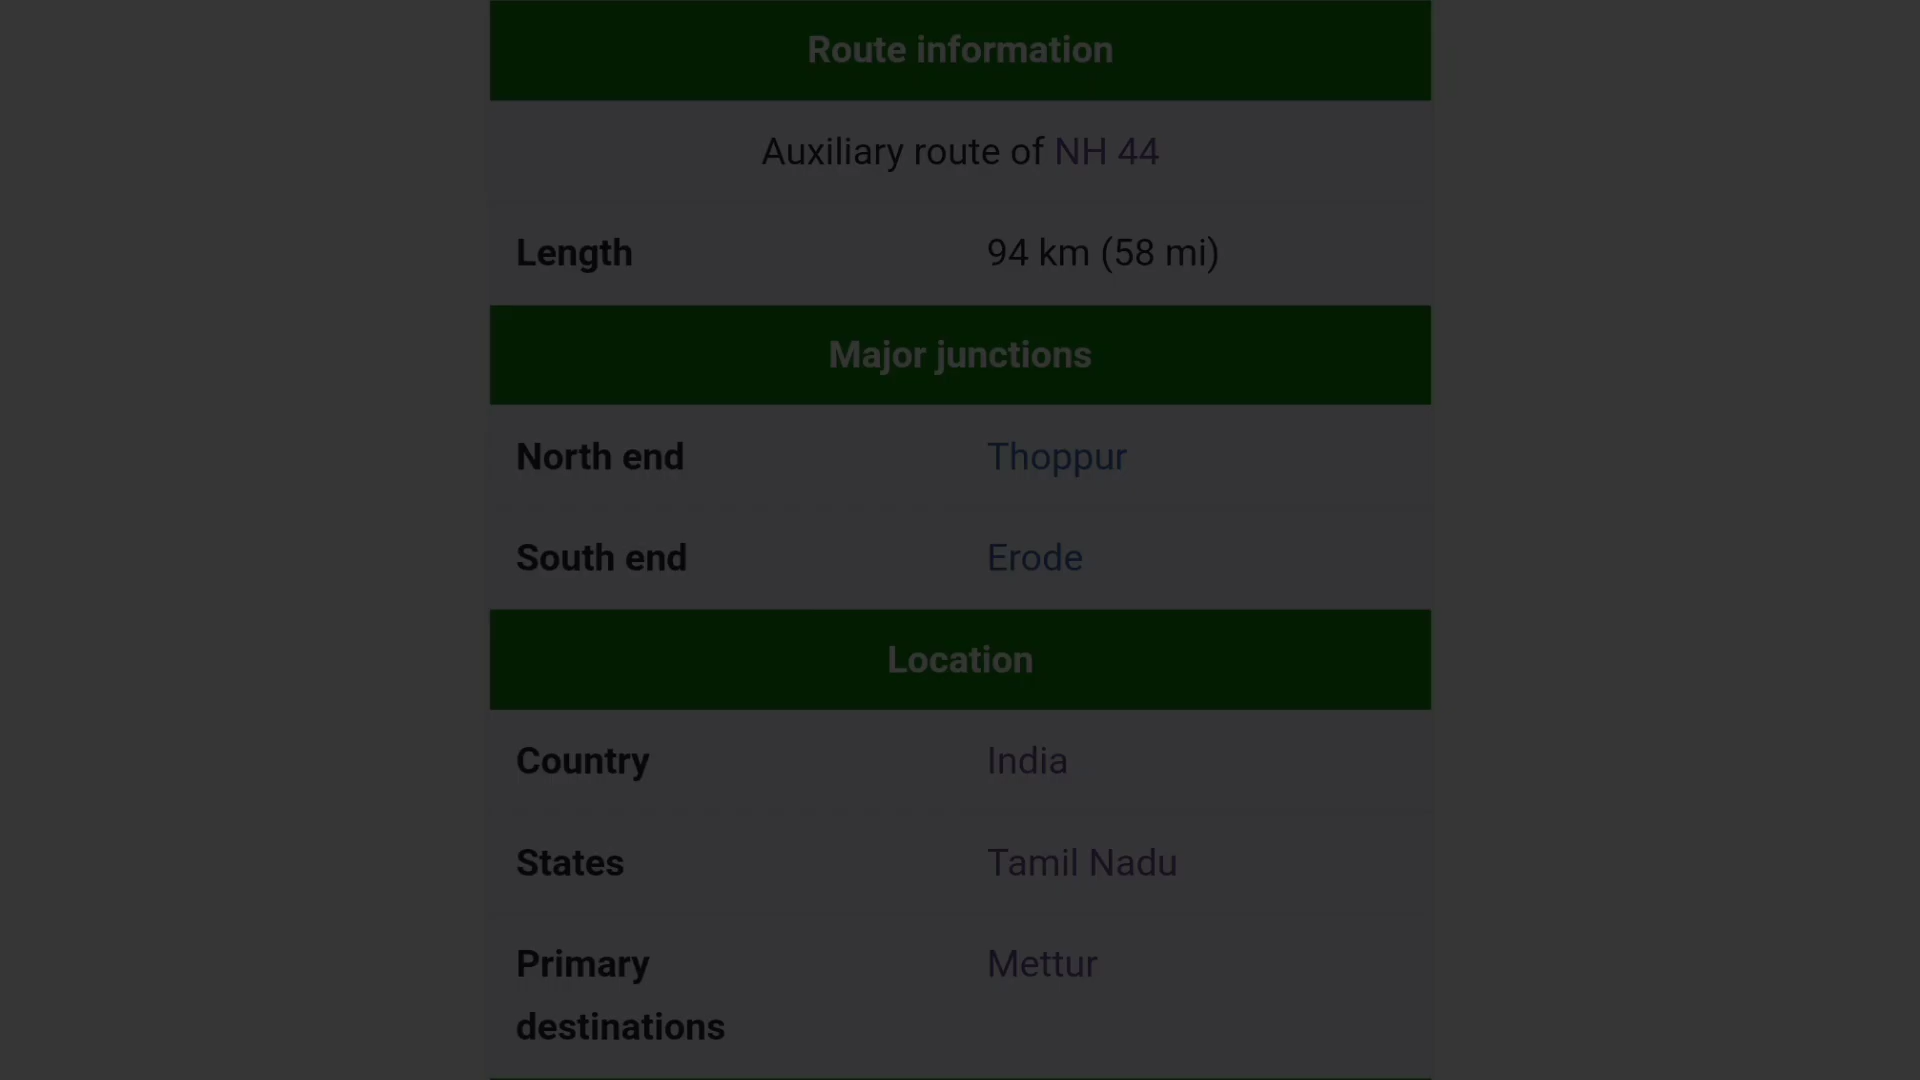 Route information
Auxiliary route of NH 44
Length 94 km (58 mi)
Major junctions
North end Thoppur
South end Erode
Location
Country India
States Tamil Nadu
Primary Mettur
destinations